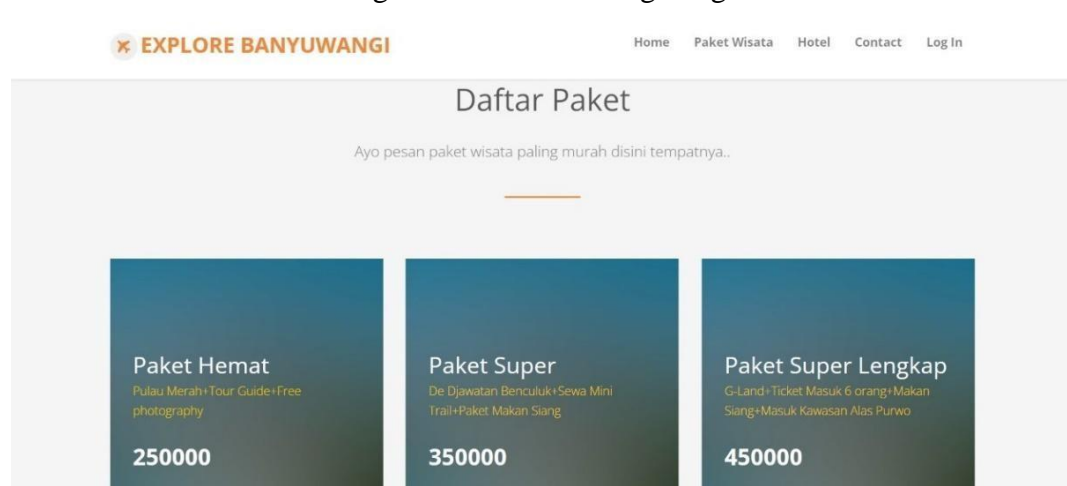 EXPLORE BANYUWANGI
Home Paket Wisata Hotel Contact Log In
Daftar Paket
Ayo pesan paket wisata paling murah disini tempatnya..
Paket Hemat
Pulau Merah+Tour Guide+Free
photography
250000
Paket Super
De Djawatan Benculuk+Sewa Mini
Trail+Paket Makan Siang
350000
Paket Super Lengkap
G-Land+Ticket Masuk 6 orang+Makan
Siang+Masuk Kawasan Alas Purwo
450000